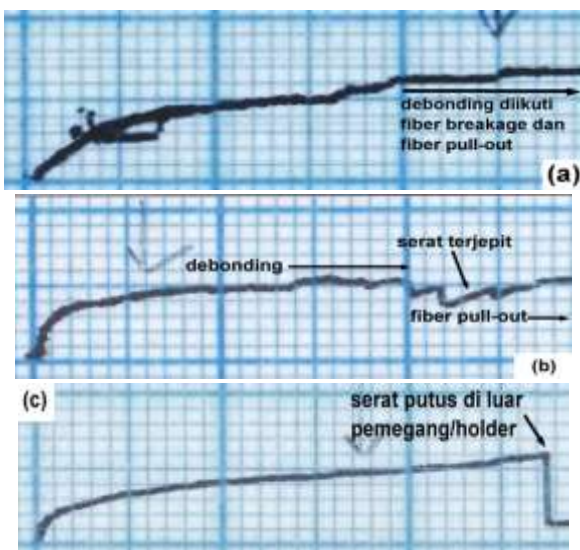 debonding diikuti
fiber breakage dan
fiber pull-out
(a)
serat terjepit
debonding
fiber pull-out
(b)
(c)
serat putus di luar
pemegang/holder